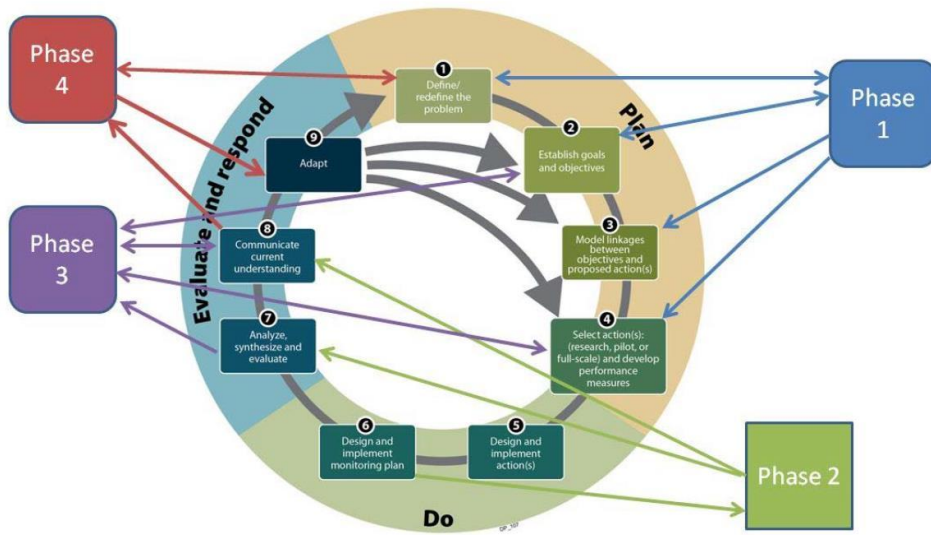 Phase
4
Phase
1
Phase
3
Phase 2
Plan
Do
Evaluate and respond
1
Define/
redefine the
problem
2
Establish goals
and objectives
3
Model linkages
between
objectives and
proposed action(s)
4
Select action(s):
(research, pilot, or
full-scale) and develop
performance
measures
5
Design and
implement
action(s)
6
Design and
implement
monitoring plan
7
Analyze,
synthesize and
evaluate
8
Communicate
current
understanding
9
Adapt
DP_107